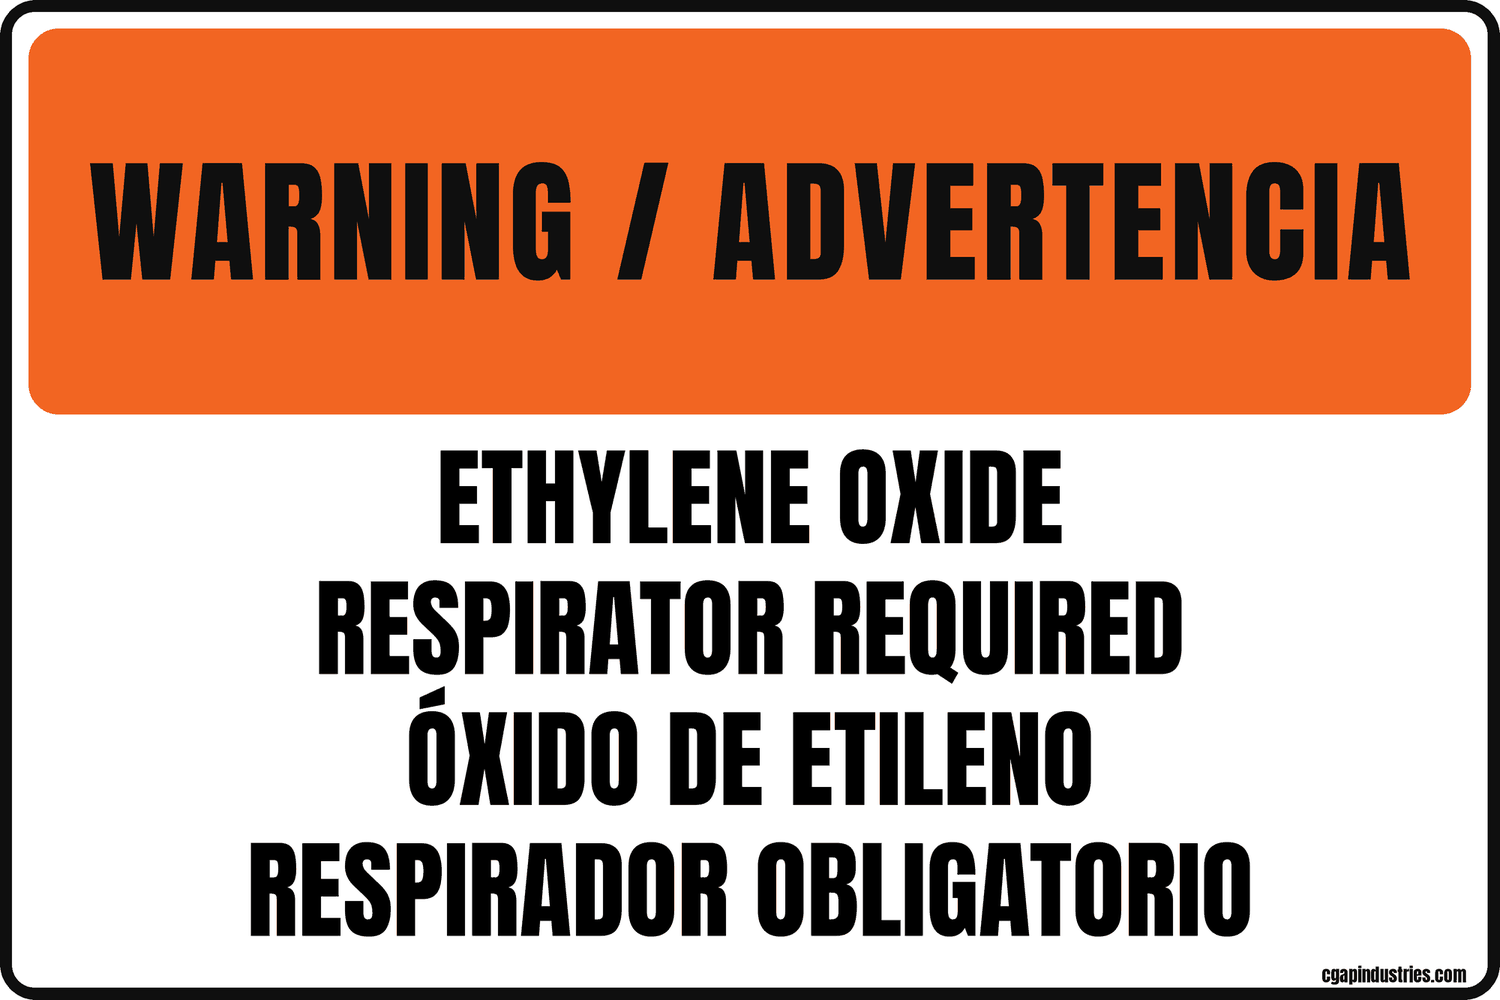 WARNING / ADVERTENCIA
ETHYLENE OXIDE
RESPIRATOR REQUIRED
ÓXIDO DE ETILENO
RESPIRADOR OBLIGATORIO
cgapindustries.com